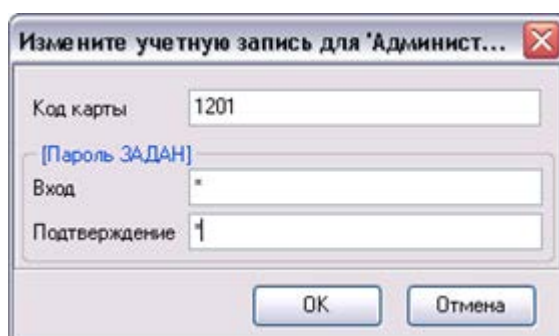 Измените учетную запись для 'Админист...
Код карты 1201
[Пароль ЗАДАН]
Вход *
Подтверждение *
OK Отмена